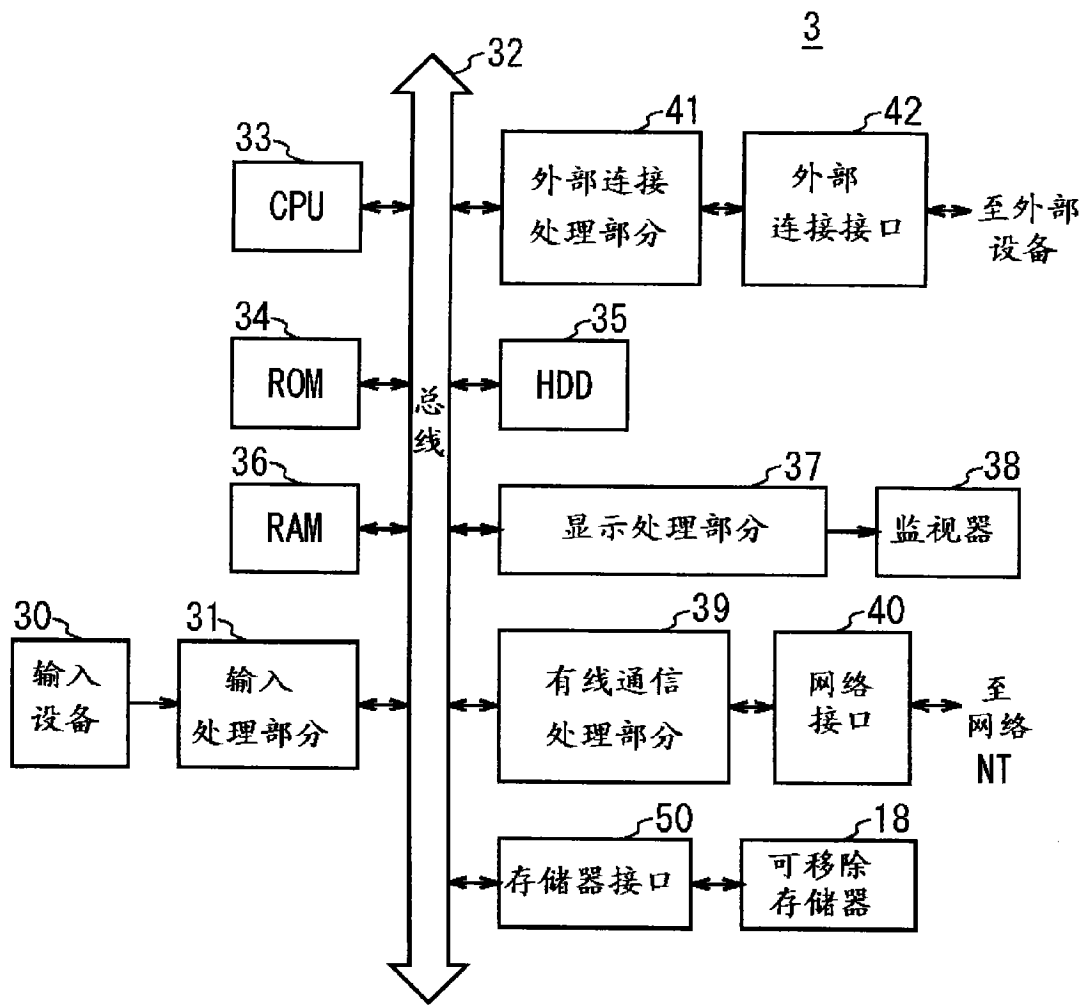 3
32
33
CPU
41
外部连接
处理部分
42
外部
连接接口
至外部
设备
34
ROM
35
HDD
总
线
36
RAM
37
显示处理部分
38
监视器
30
输入
设备
31
输入
处理部分
39
有线通信
处理部分
40
网络
接口
至
网络
NT
50
存储器接口
18
可移除
存储器